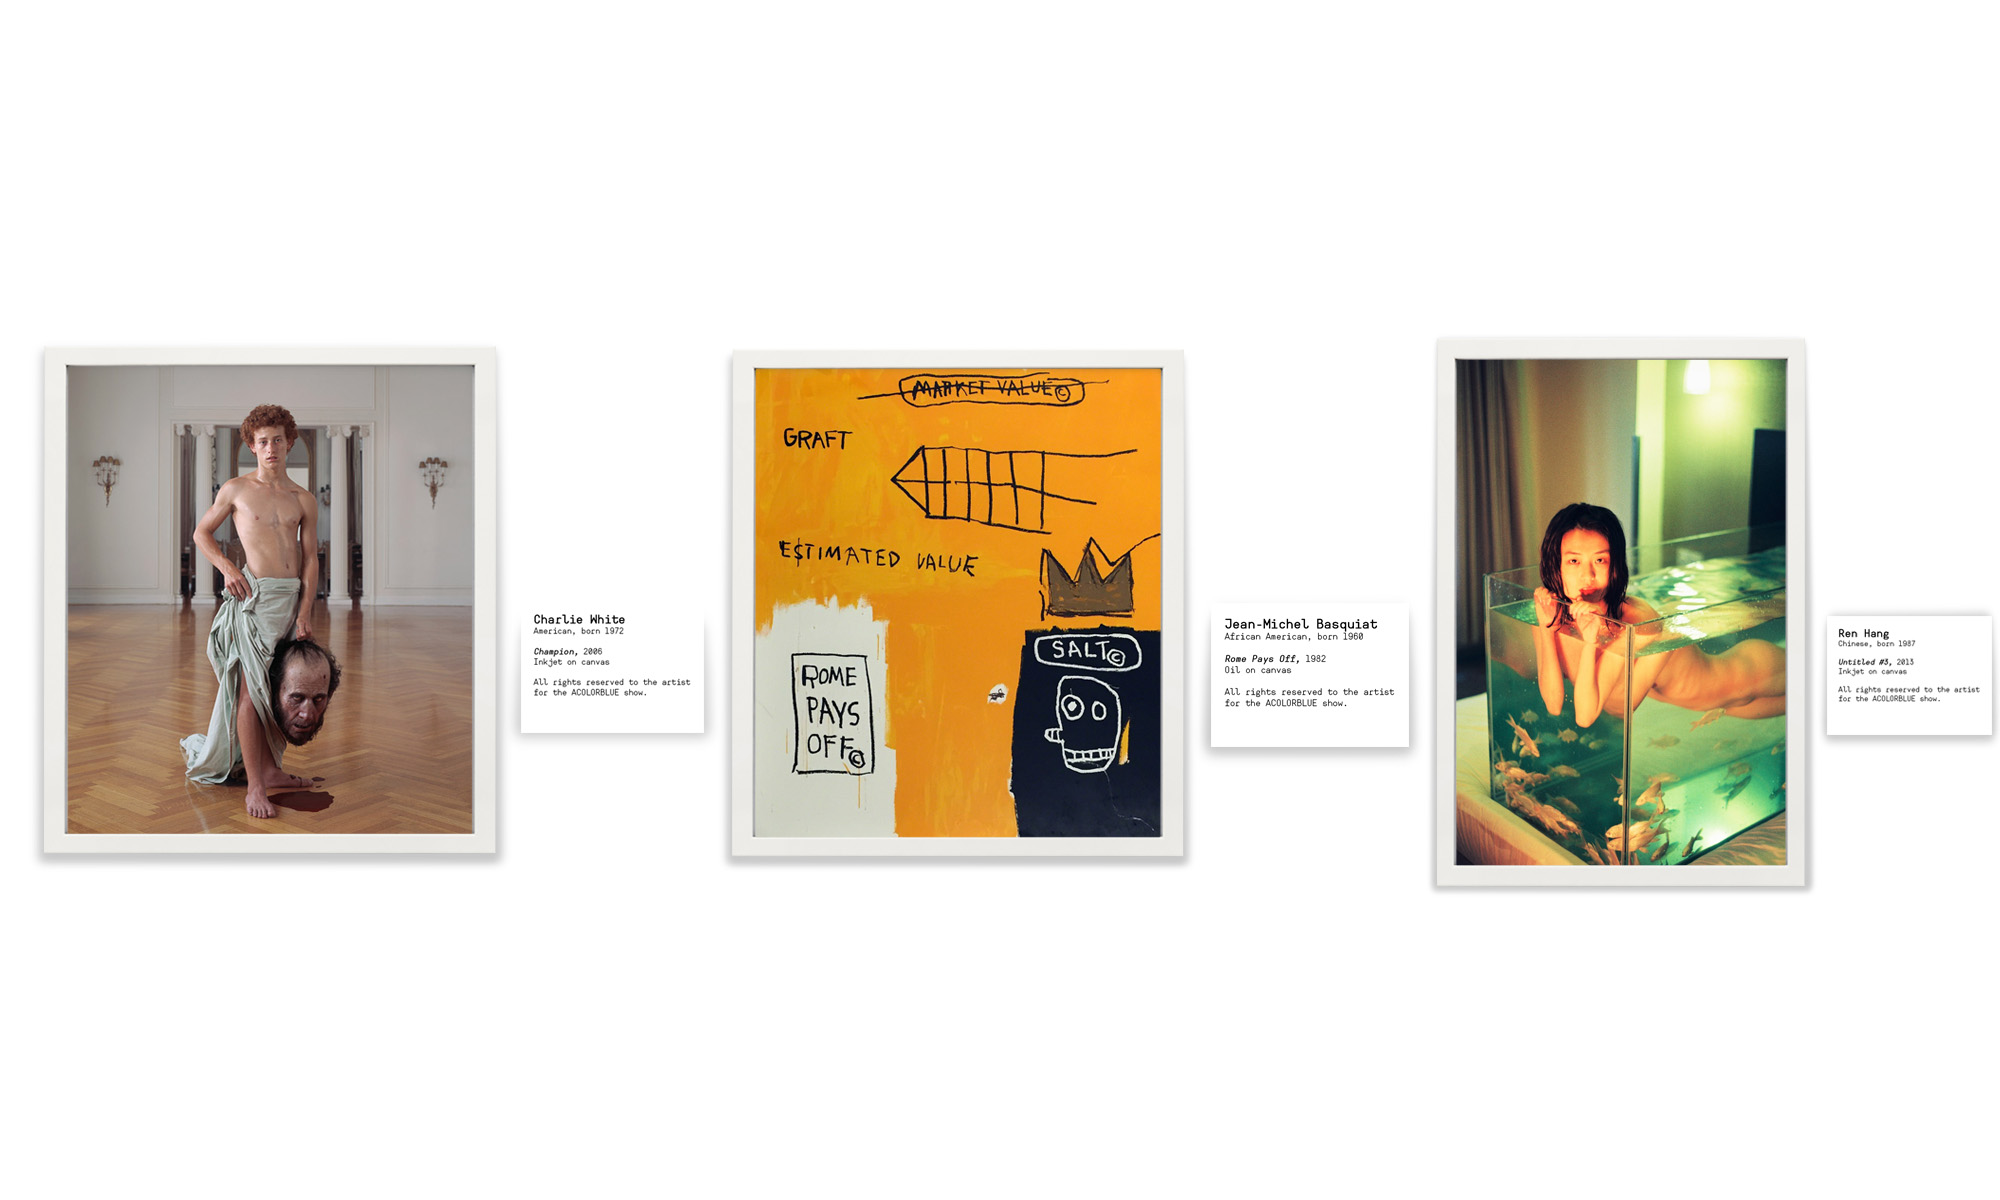 MARKET VALUE©
GRAFT
E$TIMATED VALUE
ROME
PAYS
OFF©
SALT©
Charlie White
American, born 1972
Champion, 2006
Inkjet on canvas
All rights reserved to the artist
for the ACOLORBLUE show.
Jean-Michel Basquiat
African American, born 1960
Rome Pays Off, 1982
Oil on canvas
All rights reserved to the artist
for the ACOLORBLUE show.
Ren Hang
Chinese, born 1987
Untitled #3, 2013
Inkjet on canvas
All rights reserved to the artist
for the ACOLORBLUE show.